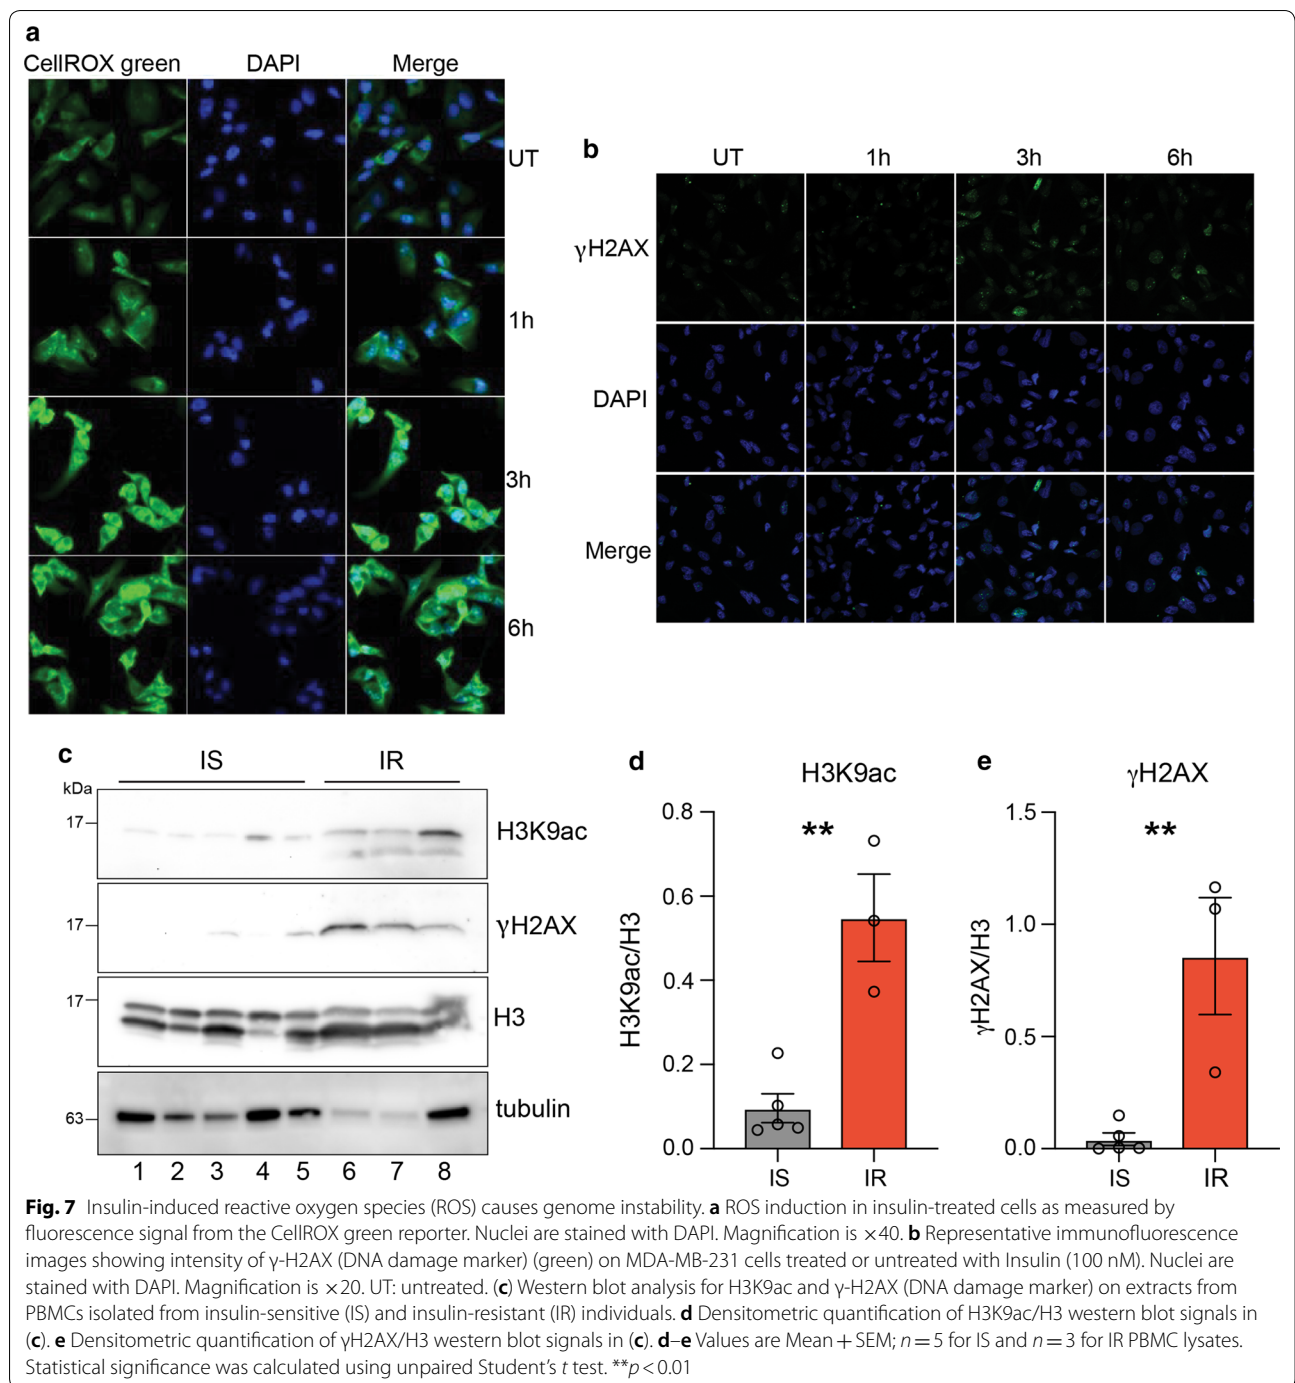 a
CellROX green DAPI Merge
UT
1h
3h
6h
b
UT 1h 3h 6h
γH2AX
DAPI
Merge
c
IS IR
kDa
17
H3K9ac
17
γH2AX
17
H3
63
tubulin
1 2 3 4 5 6 7 8
d
H3K9ac
0.8
**
0.6
0.4
0.2
0.0
H3K9ac/H3
IS IR
e
γH2AX
1.5
**
1.0
0.5
0.0
γH2AX/H3
IS IR
Fig. 7 Insulin-induced reactive oxygen species (ROS) causes genome instability. a ROS induction in insulin-treated cells as measured by
fluorescence signal from the CellROX green reporter. Nuclei are stained with DAPI. Magnification is ×40. b Representative immunofluorescence
images showing intensity of γ-H2AX (DNA damage marker) (green) on MDA-MB-231 cells treated or untreated with Insulin (100 nM). Nuclei are
stained with DAPI. Magnification is ×20. UT: untreated. (c) Western blot analysis for H3K9ac and γ-H2AX (DNA damage marker) on extracts from
PBMCs isolated from insulin-sensitive (IS) and insulin-resistant (IR) individuals. d Densitometric quantification of H3K9ac/H3 western blot signals in
(c). e Densitometric quantification of γH2AX/H3 western blot signals in (c). d–e Values are Mean + SEM; n = 5 for IS and n = 3 for IR PBMC lysates.
Statistical significance was calculated using unpaired Student's t test. **p < 0.01